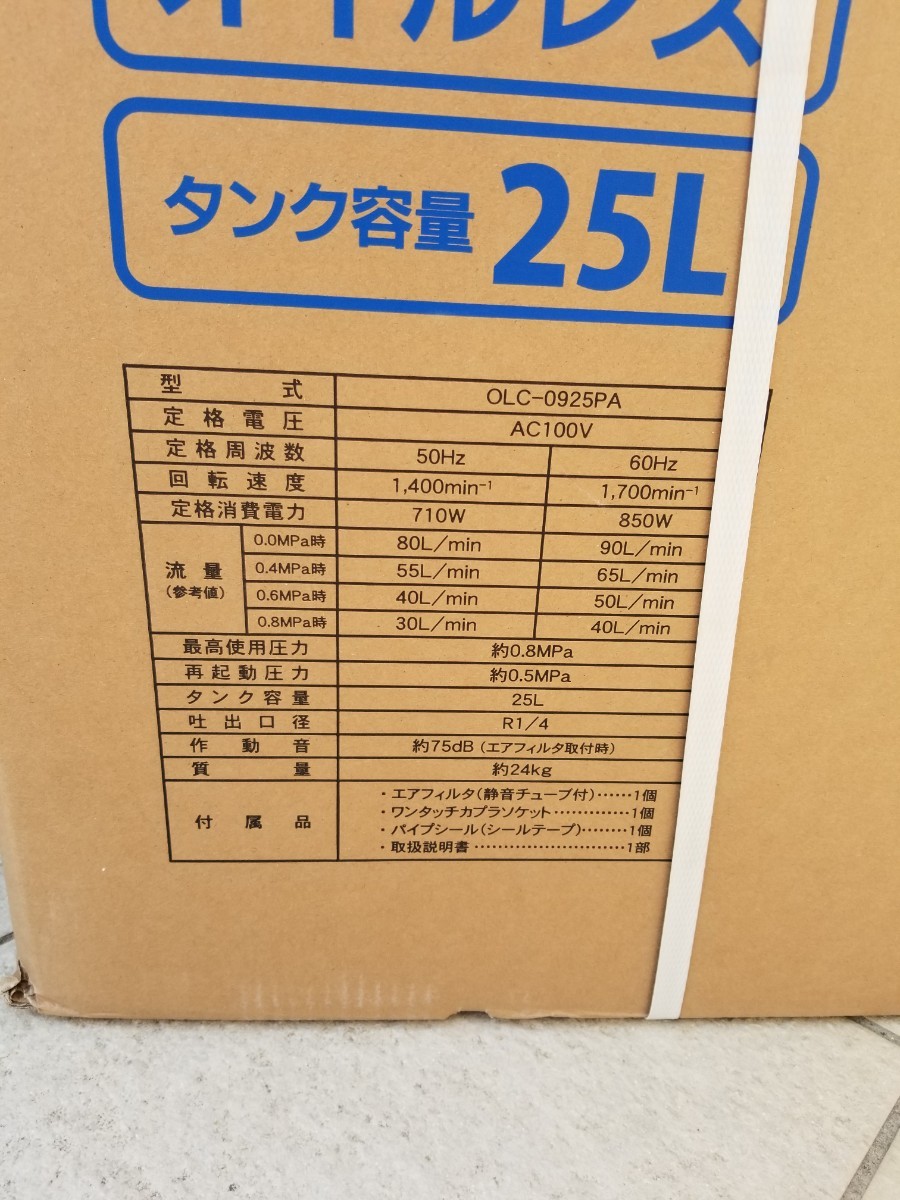 オイルレス
タンク容量 25L
型式 OLC-0925PA
定格電圧 AC100V
定格周波数 50Hz 60Hz
回転速度 1,400min⁻¹ 1,700min⁻¹
定格消費電力 710W 850W
流量 (参考値)
0.0MPa時 80L/min 90L/min
0.4MPa時 55L/min 65L/min
0.6MPa時 40L/min 50L/min
0.8MPa時 30L/min 40L/min
最高使用圧力 約0.8MPa
再起動圧力 約0.5MPa
タンク容量 25L
吐出口径 R1/4
作動音 約75dB (エアフィルタ取付時)
質量 約24kg
付属品
・エアフィルタ(静音チューブ付)……1個
・ワンタッチカプラソケット…………1個
・パイプシール(シールテープ)………1個
・取扱説明書………………………1部